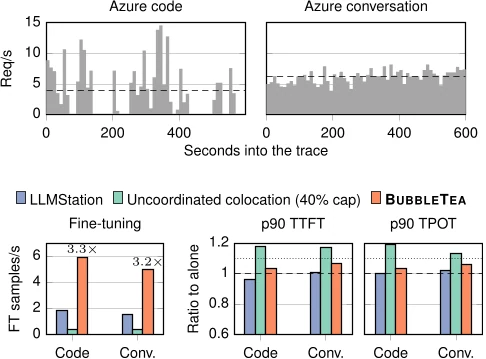 Azure code
Azure conversation
Req/s
15
10
5
0
0 200 400
0 200 400 600
Seconds into the trace
LLMStation Uncoordinated colocation (40% cap) BUBBLETEA
Fine-tuning
p90 TTFT
p90 TPOT
FT samples/s
6
4
2
0
3.3×
3.2×
Code Conv.
Ratio to alone
1.2
1
0.8
0.6
Code Conv.
Code Conv.